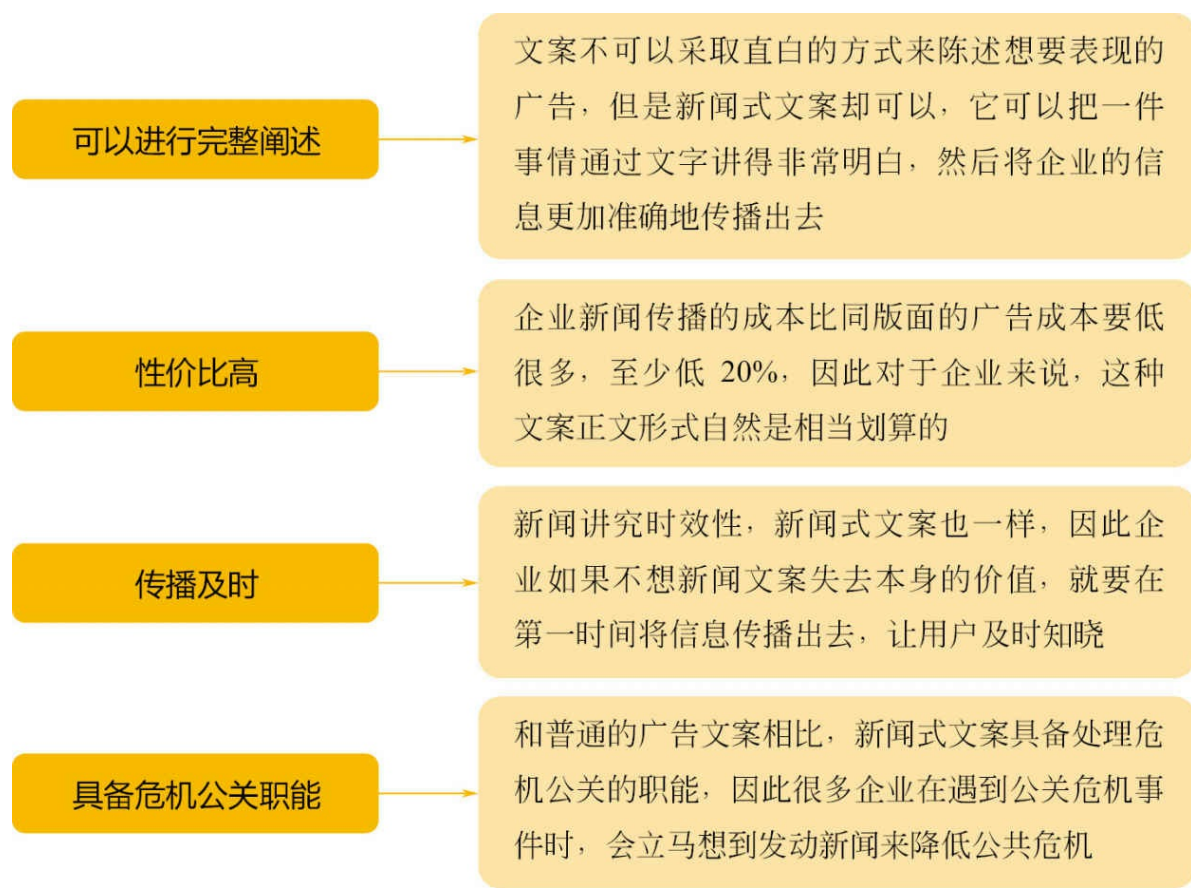 可以进行完整阐述
文案不可以采取直白的方式来陈述想要表现的
广告，但是新闻式文案却可以，它可以把一件
事情通过文字讲得非常明白，然后将企业的信
息更加准确地传播出去
性价比高
企业新闻传播的成本比同版面的广告成本要低
很多，至少低 20%，因此对于企业来说，这种
文案正文形式自然是相当划算的
传播及时
新闻讲究时效性，新闻式文案也一样，因此企
业如果不想新闻文案失去本身的价值，就要在
第一时间将信息传播出去，让用户及时知晓
具备危机公关职能
和普通的广告文案相比，新闻式文案具备处理危
机公关的职能，因此很多企业在遇到公关危机事
件时，会立马想到发动新闻来降低公共危机